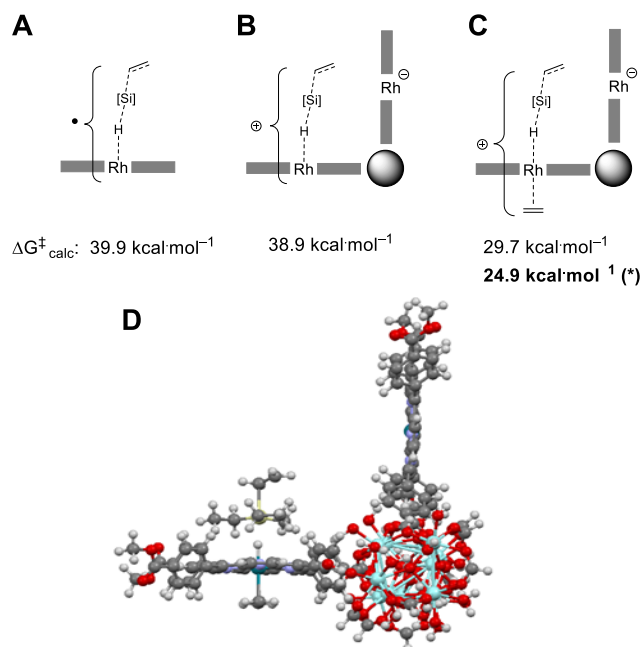 A
B
C
[Si]
H
Rh
•
[Si]
H
Rh
⊕
Rh
⊖
[Si]
H
Rh
⊕
Rh
⊖
ΔG‡calc: 39.9 kcal·mol–1
38.9 kcal·mol–1
29.7 kcal·mol–1
24.9 kcal·mol 1 (*)
D